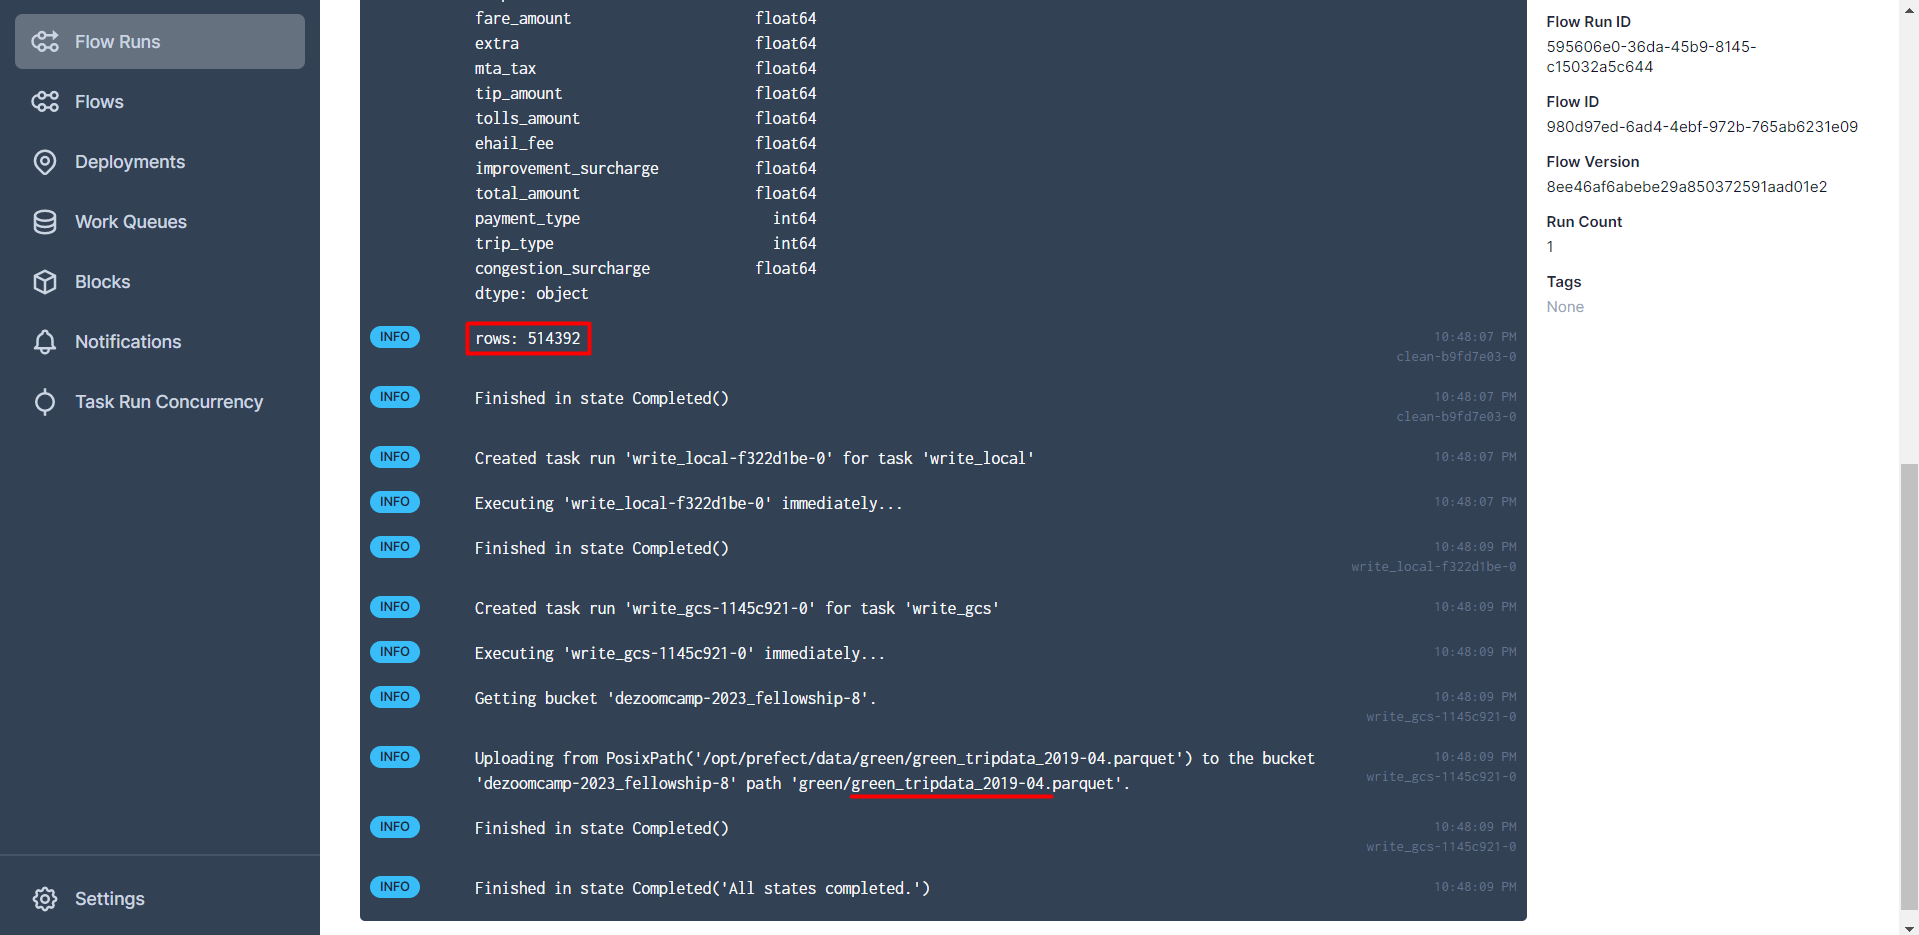 Flow Runs
Flows
Deployments
Work Queues
Blocks
Notifications
Task Run Concurrency
Settings
fare_amount float64
extra float64
mta_tax float64
tip_amount float64
tolls_amount float64
ehail_fee float64
improvement_surcharge float64
total_amount float64
payment_type int64
trip_type int64
congestion_surcharge float64
dtype: object
INFO rows: 514392 10:48:07 PM
clean-b9fd7e03-0
INFO Finished in state Completed() 10:48:07 PM
clean-b9fd7e03-0
INFO Created task run 'write_local-f322d1be-0' for task 'write_local' 10:48:07 PM
INFO Executing 'write_local-f322d1be-0' immediately... 10:48:07 PM
INFO Finished in state Completed() 10:48:09 PM
write_local-f322d1be-0
INFO Created task run 'write_gcs-1145c921-0' for task 'write_gcs' 10:48:09 PM
INFO Executing 'write_gcs-1145c921-0' immediately... 10:48:09 PM
INFO Getting bucket 'dezoomcamp-2023_fellowship-8'. 10:48:09 PM
write_gcs-1145c921-0
INFO Uploading from PosixPath('/opt/prefect/data/green/green_tripdata_2019-04.parquet') to the bucket 10:48:09 PM
'dezoomcamp-2023_fellowship-8' path 'green/green_tripdata_2019-04.parquet'. write_gcs-1145c921-0
INFO Finished in state Completed() 10:48:09 PM
write_gcs-1145c921-0
INFO Finished in state Completed('All states completed.') 10:48:09 PM
Flow Run ID
595606e0-36da-45b9-8145-
c15032a5c644
Flow ID
980d97ed-6ad4-4ebf-972b-765ab6231e09
Flow Version
8ee46af6abebe29a850372591aad01e2
Run Count
1
Tags
None